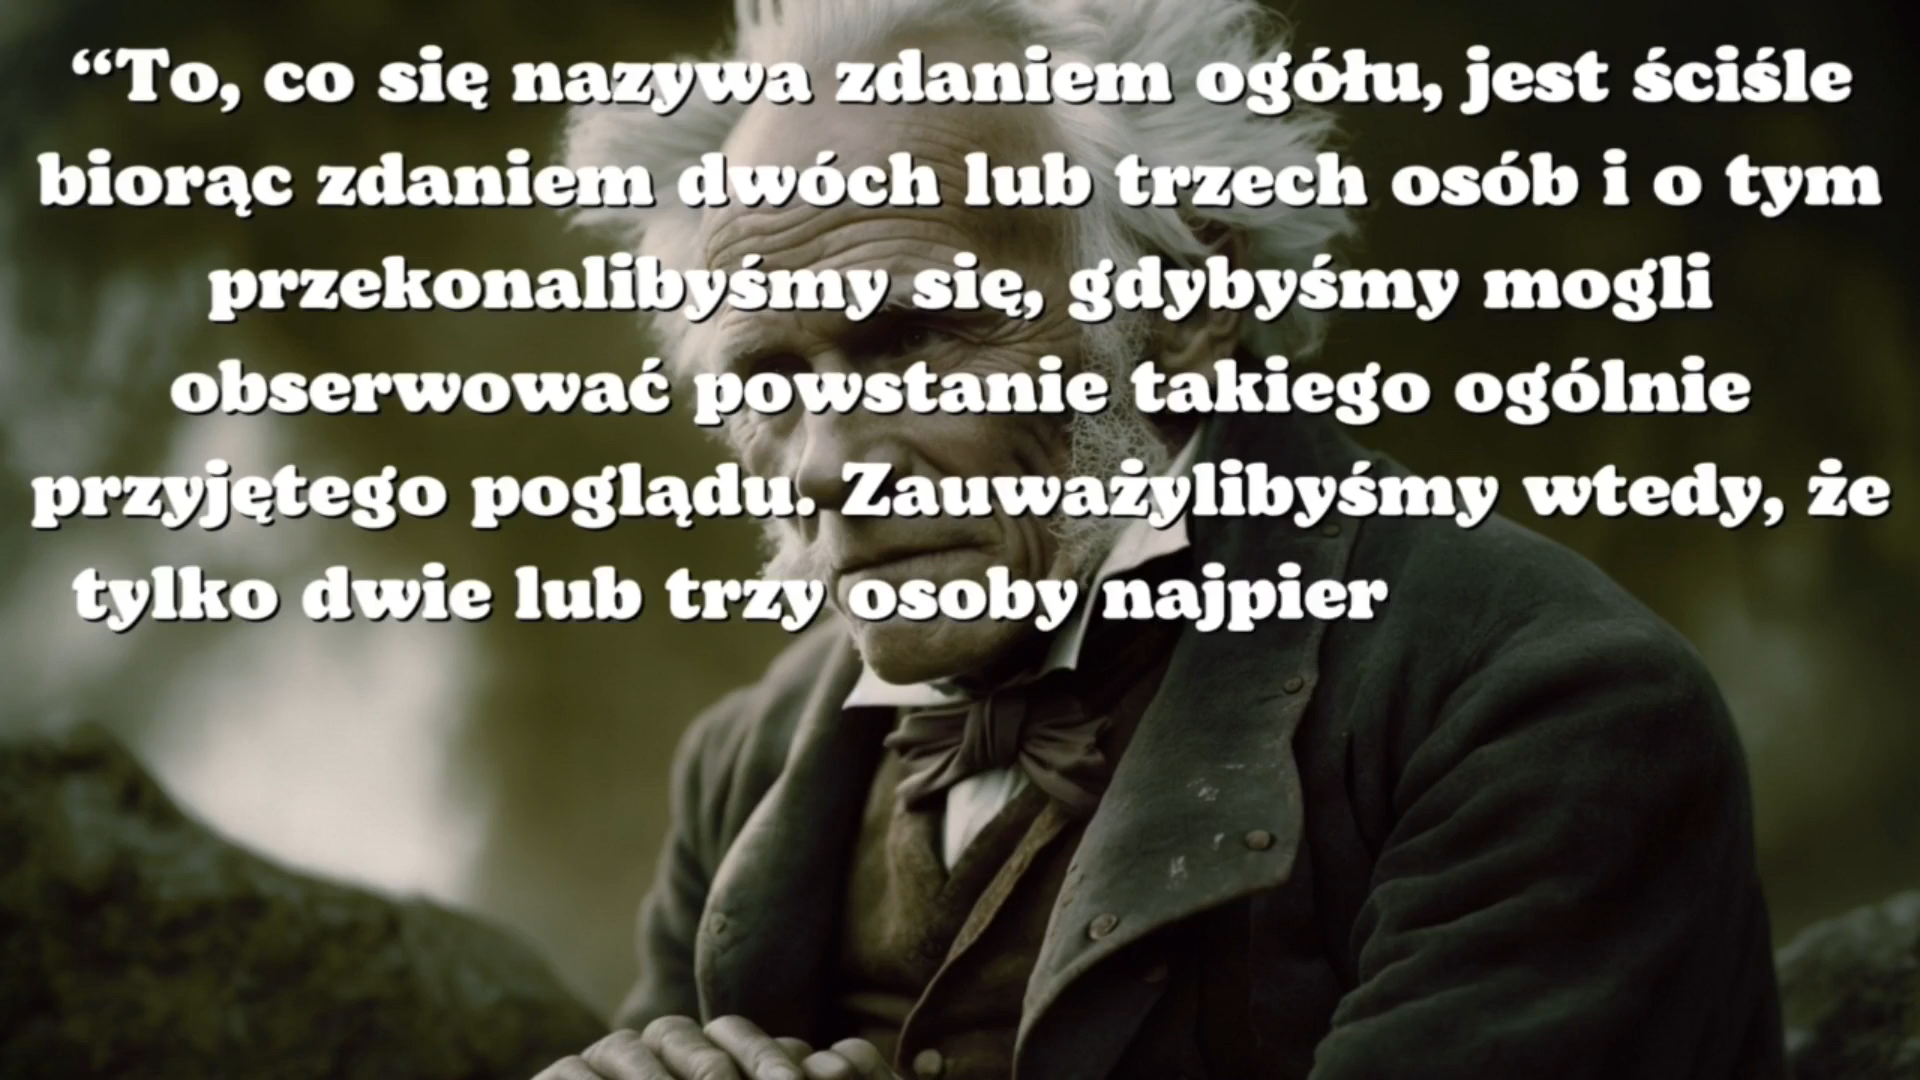 “To, co się nazywa zdaniem ogółu, jest ściśle
biorąc zdaniem dwóch lub trzech osób i o tym
przekonalibyśmy się, gdybyśmy mogli
obserwować powstanie takiego ogólnie
przyjętego poglądu. Zauważylibyśmy wtedy, że
tylko dwie lub trzy osoby najpier